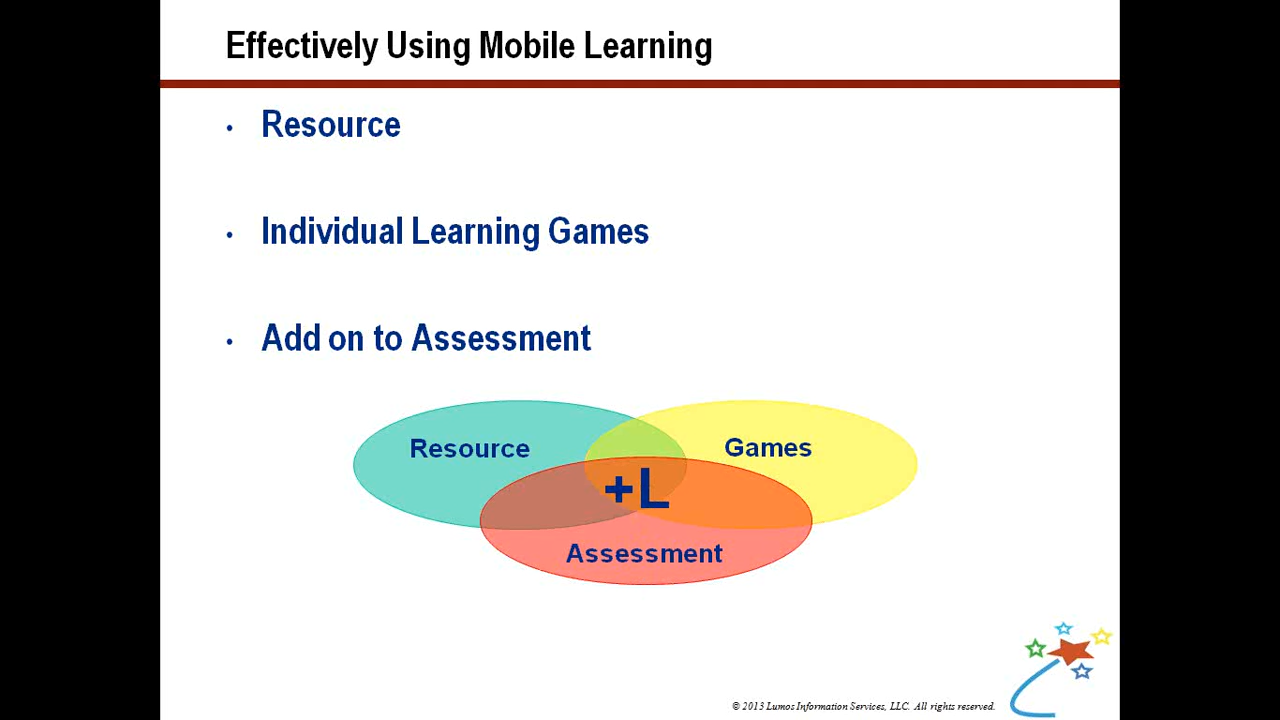 Effectively Using Mobile Learning
• Resource
• Individual Learning Games
• Add on to Assessment
Resource
Games
+L
Assessment
© 2013 Lumos Information Services, LLC. All rights reserved.